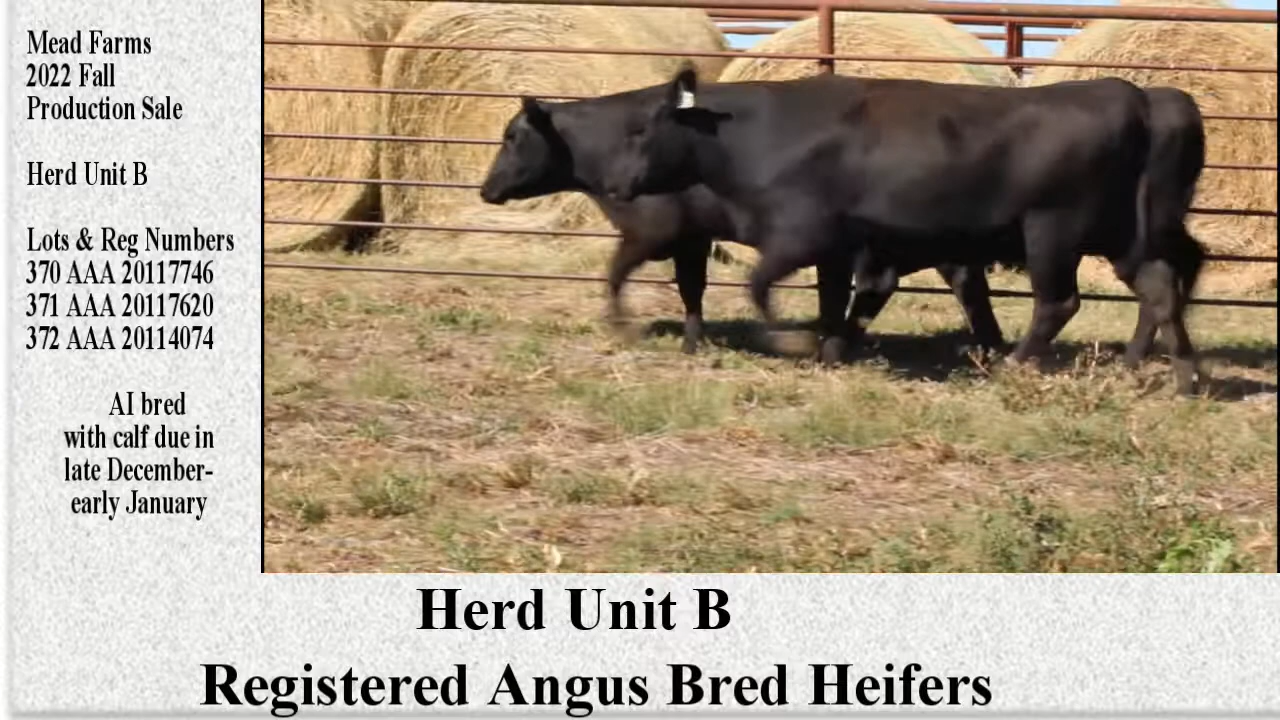 Mead Farms
2022 Fall
Production Sale
Herd Unit B
Lots & Reg Numbers
370 AAA 20117746
371 AAA 20117620
372 AAA 20114074
AI bred
with calf due in
late December-
early January
Herd Unit B
Registered Angus Bred Heifers